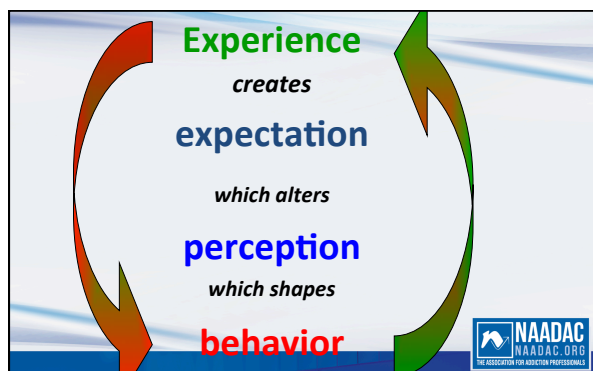 Experience
creates
expectation
which alters
perception
which shapes
behavior
NAADAC
NAADAC.ORG
THE ASSOCIATION FOR ADDICTION PROFESSIONALS